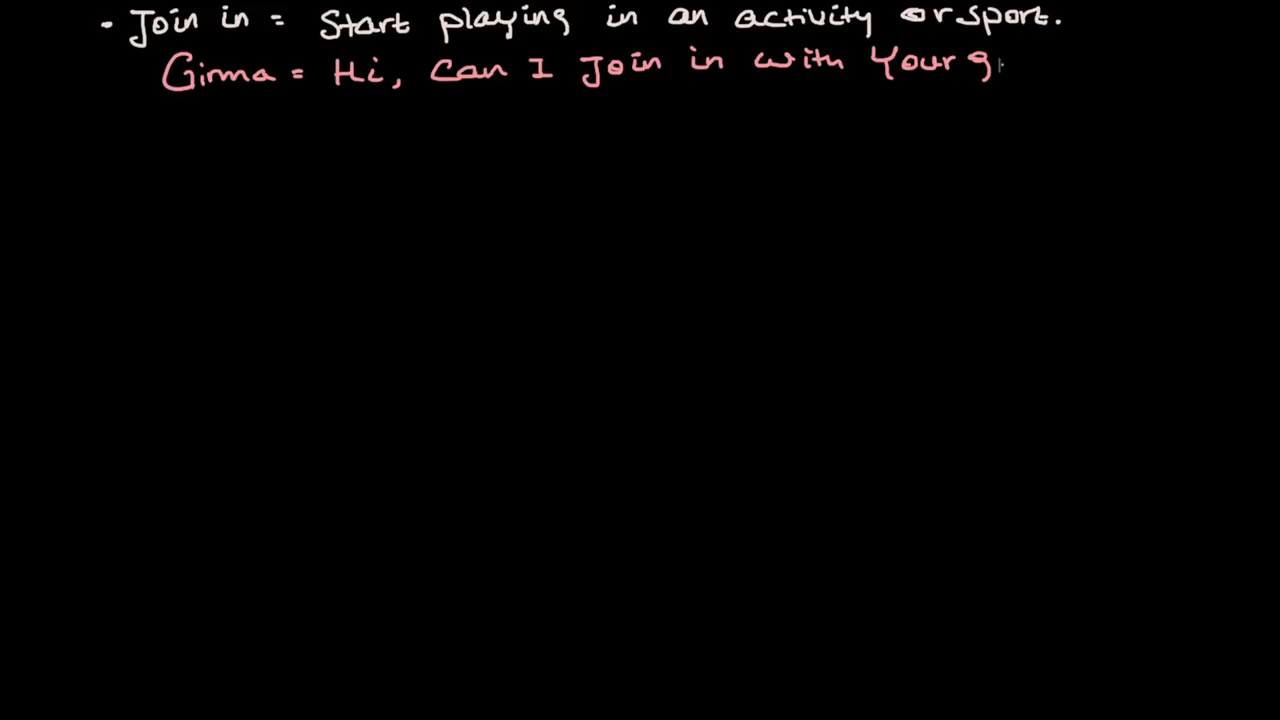 - Join in = Start playing in an activity or sport.
Girma = Hi, Can I Join in with Your g